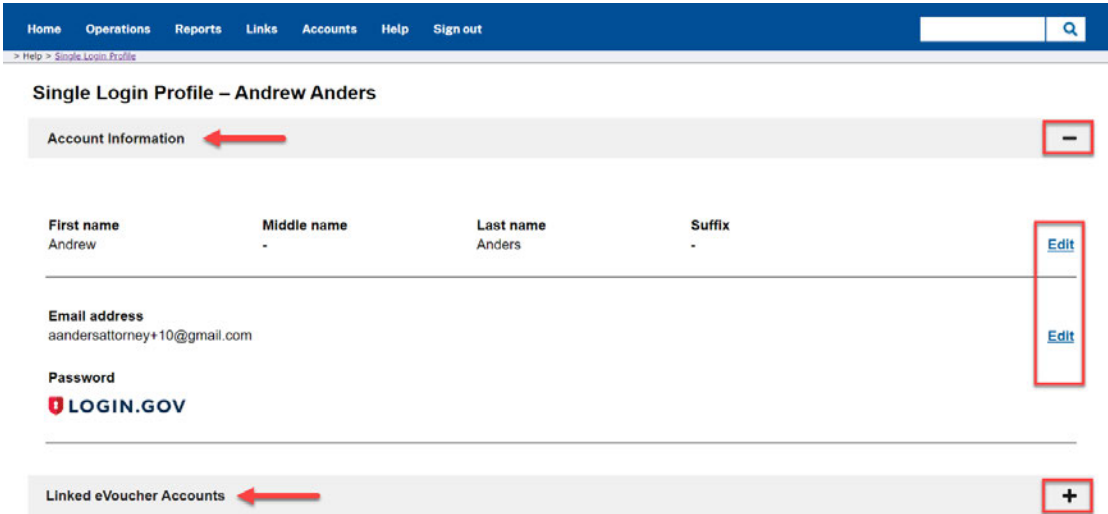 Home Operations Reports Links Accounts Help Sign out
> Help > Single Login Profile
Single Login Profile – Andrew Anders
Account Information
First name Middle name Last name Suffix
Andrew - Anders -
Edit
Email address
aandersattorney+10@gmail.com
Edit
Password
LOGIN.GOV
Linked eVoucher Accounts